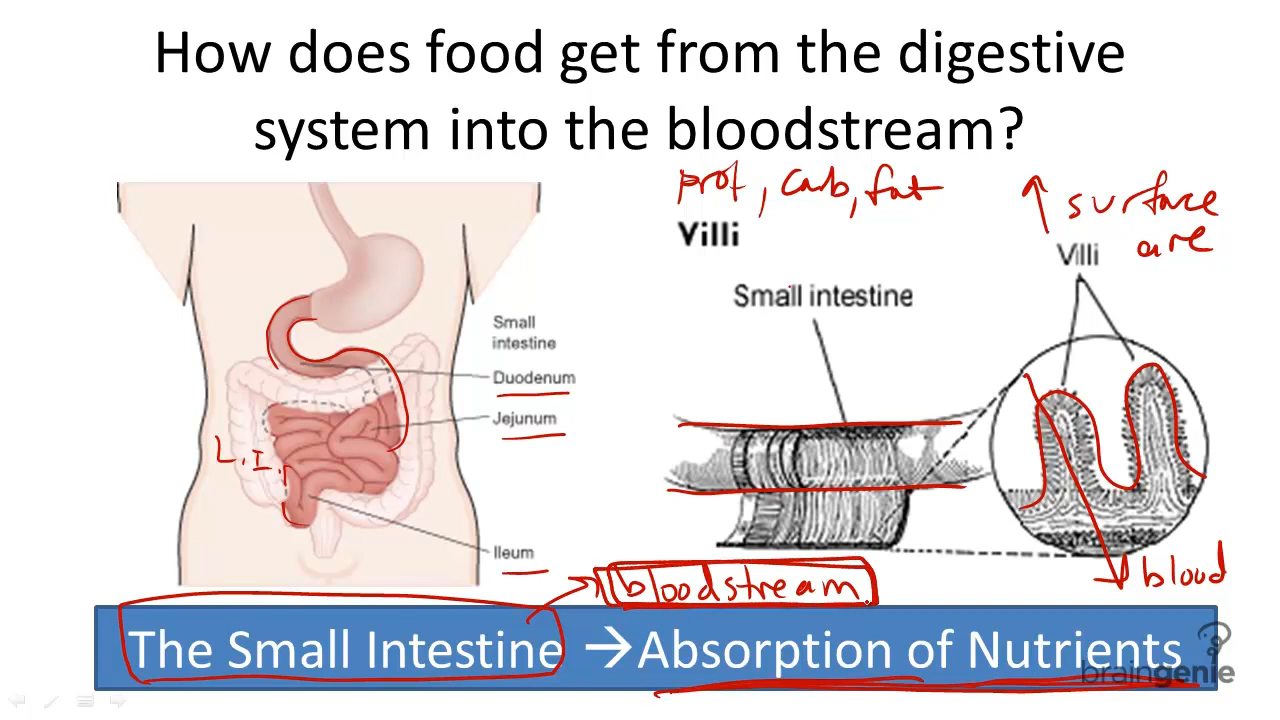 How does food get from the digestive
system into the bloodstream?
prot, carb, fat
↑ surface
are
Villi
Villi
Small intestine
Small
intestine
Duodenum
Jejunum
L.I.
Ileum
blood
bloodstream
The Small Intestine → Absorption of Nutrients
braingenie